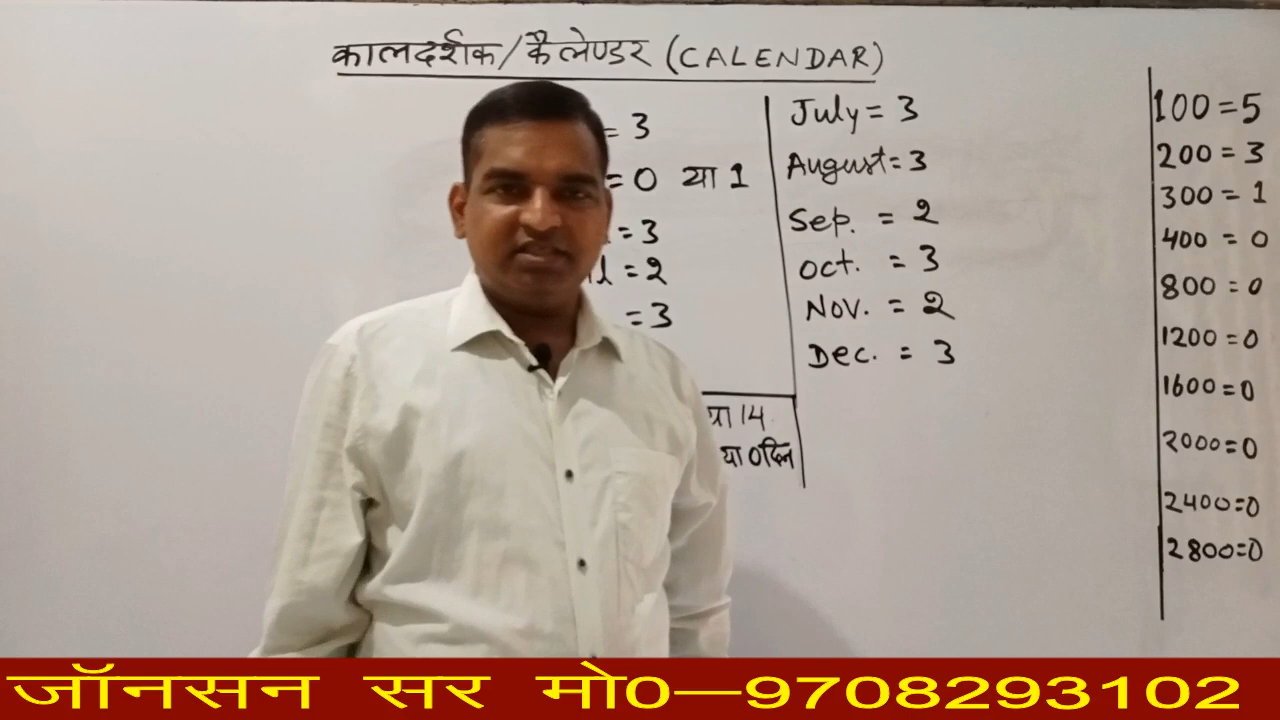 कालदर्शक/कैलेण्डर (CALENDAR)
= 3
= 0 या 1
= 3
= 2
= 3
या 0दिन
July = 3
August = 3
Sep. = 2
Oct. = 3
Nov. = 2
Dec. = 3
100 = 5
200 = 3
300 = 1
400 = 0
800 = 0
1200 = 0
1600 = 0
2000 = 0
2400 = 0
2800 = 0
जॉनसन सर मो0—9708293102